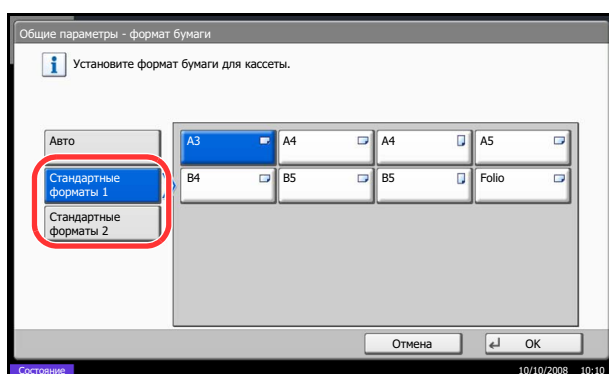 Общие параметры - формат бумаги
Установите формат бумаги для кассеты.
Авто
A3
A4
A4
A5
Стандартные
форматы 1
B4
B5
B5
Folio
Стандартные
форматы 2
Отмена
OK
Состояние
10/10/2008 10:10